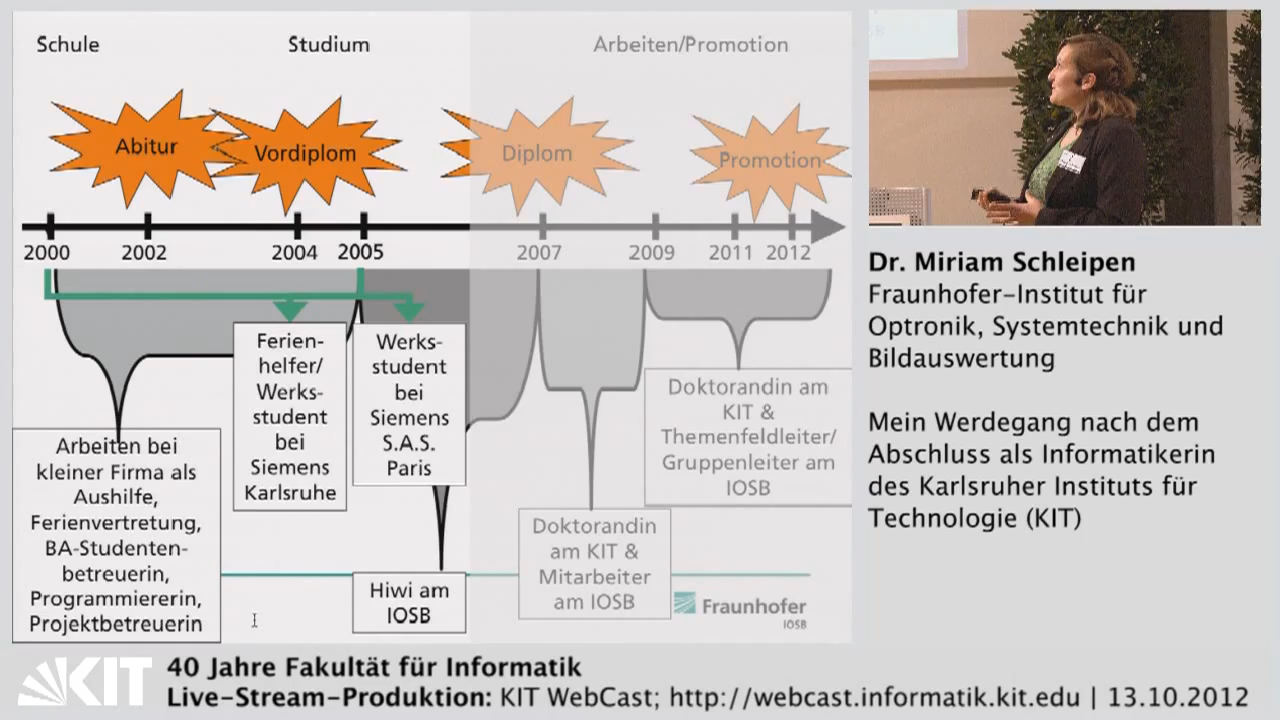 Schule
Studium
Arbeiten/Promotion
Abitur
Vordiplom
Diplom
Promotion
2000
2002
2004
2005
2007
2009
2011
2012
Arbeiten bei
kleiner Firma als
Aushilfe,
Ferienvertretung,
BA-Studenten-
betreuerin,
Programmiererin,
Projektbetreuerin
Ferien-
helfer/
Werks-
student
bei
Siemens
Karlsruhe
Werks-
student
bei
Siemens
S.A.S.
Paris
Hiwi am
IOSB
Doktorandin
am KIT &
Mitarbeiter
am IOSB
Doktorandin am
KIT &
Themenfeldleiter/
Gruppenleiter am
IOSB
Fraunhofer
IOSB
Dr. Miriam Schleipen
Fraunhofer-Institut für
Optronik, Systemtechnik und
Bildauswertung
Mein Werdegang nach dem
Abschluss als Informatikerin
des Karlsruher Instituts für
Technologie (KIT)
KIT
40 Jahre Fakultät für Informatik
Live-Stream-Produktion: KIT WebCast; http://webcast.informatik.kit.edu | 13.10.2012